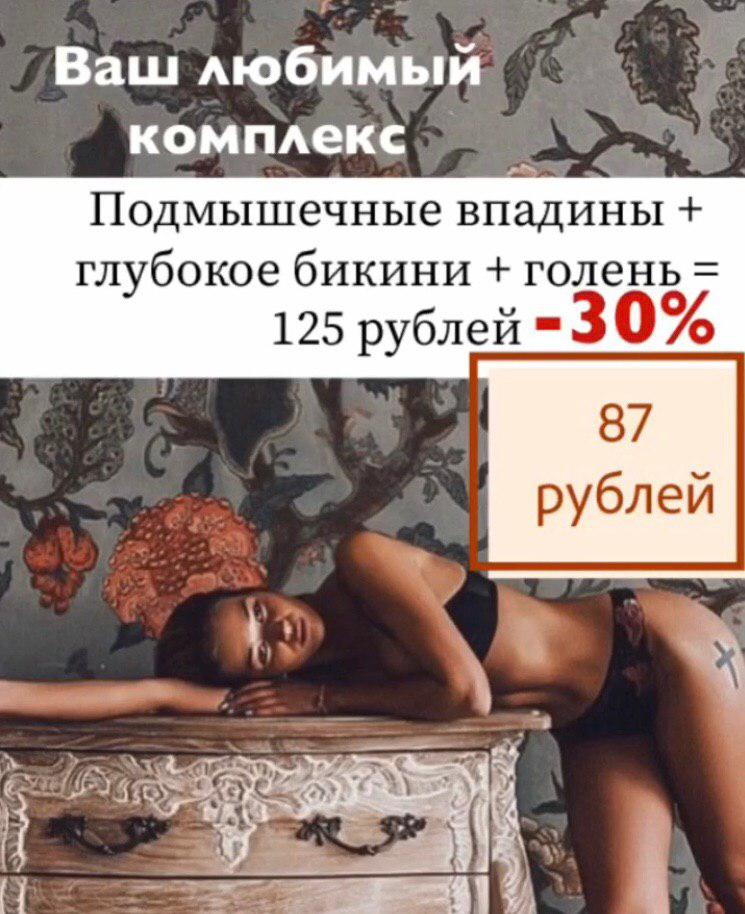 Ваш любимый
комплекс
Подмышечные впадины +
глубокое бикини + голень =
125 рублей -30%
87
рублей